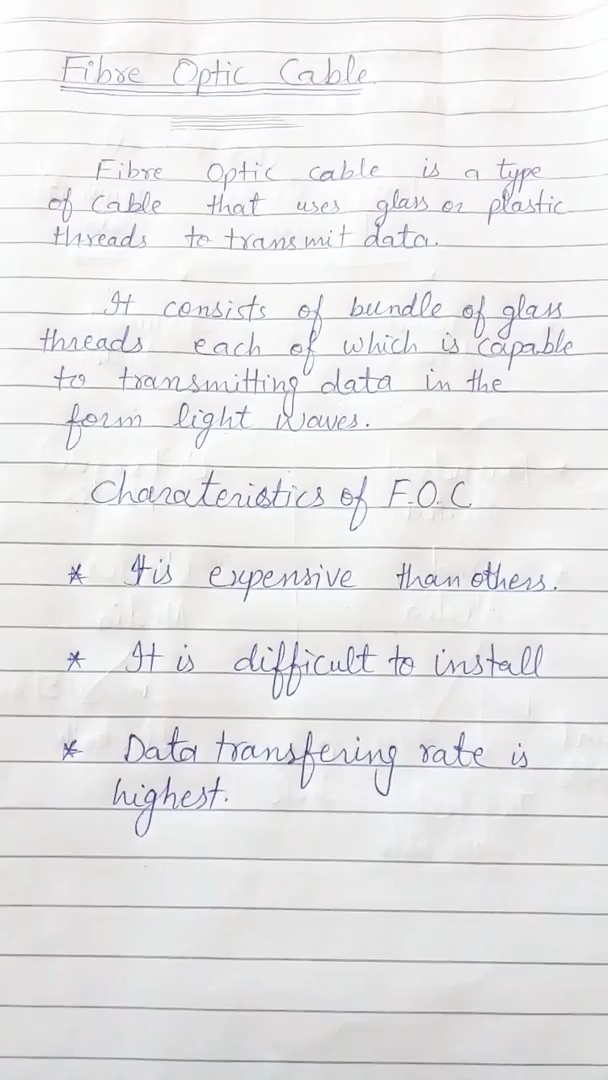 Fibre Optic Cable
Fibre Optic cable is a type
of cable that uses glass or plastic
threads to transmit data.
It consists of bundle of glass
threads each of which is capable
to transmitting data in the
form light waves.
Charateristics of F.O.C
* It is expensive than others.
* It is difficult to install
* Data transfering rate is
highest.